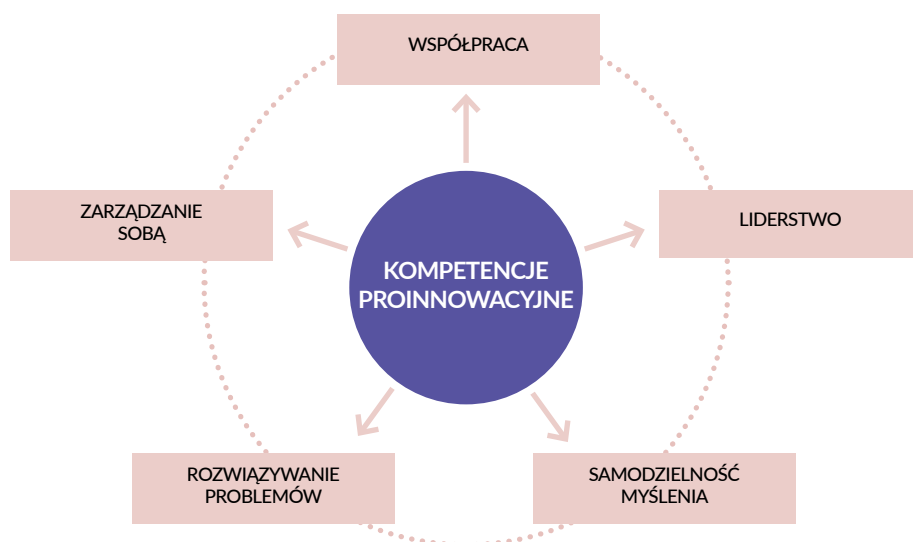 WSPÓŁPRACA
ZARZĄDZANIE
SOBĄ
LIDERSTWO
KOMPETENCJE
PROINNOWACYJNE
ROZWIĄZYWANIE
PROBLEMÓW
SAMODZIELNOŚĆ
MYŚLENIA